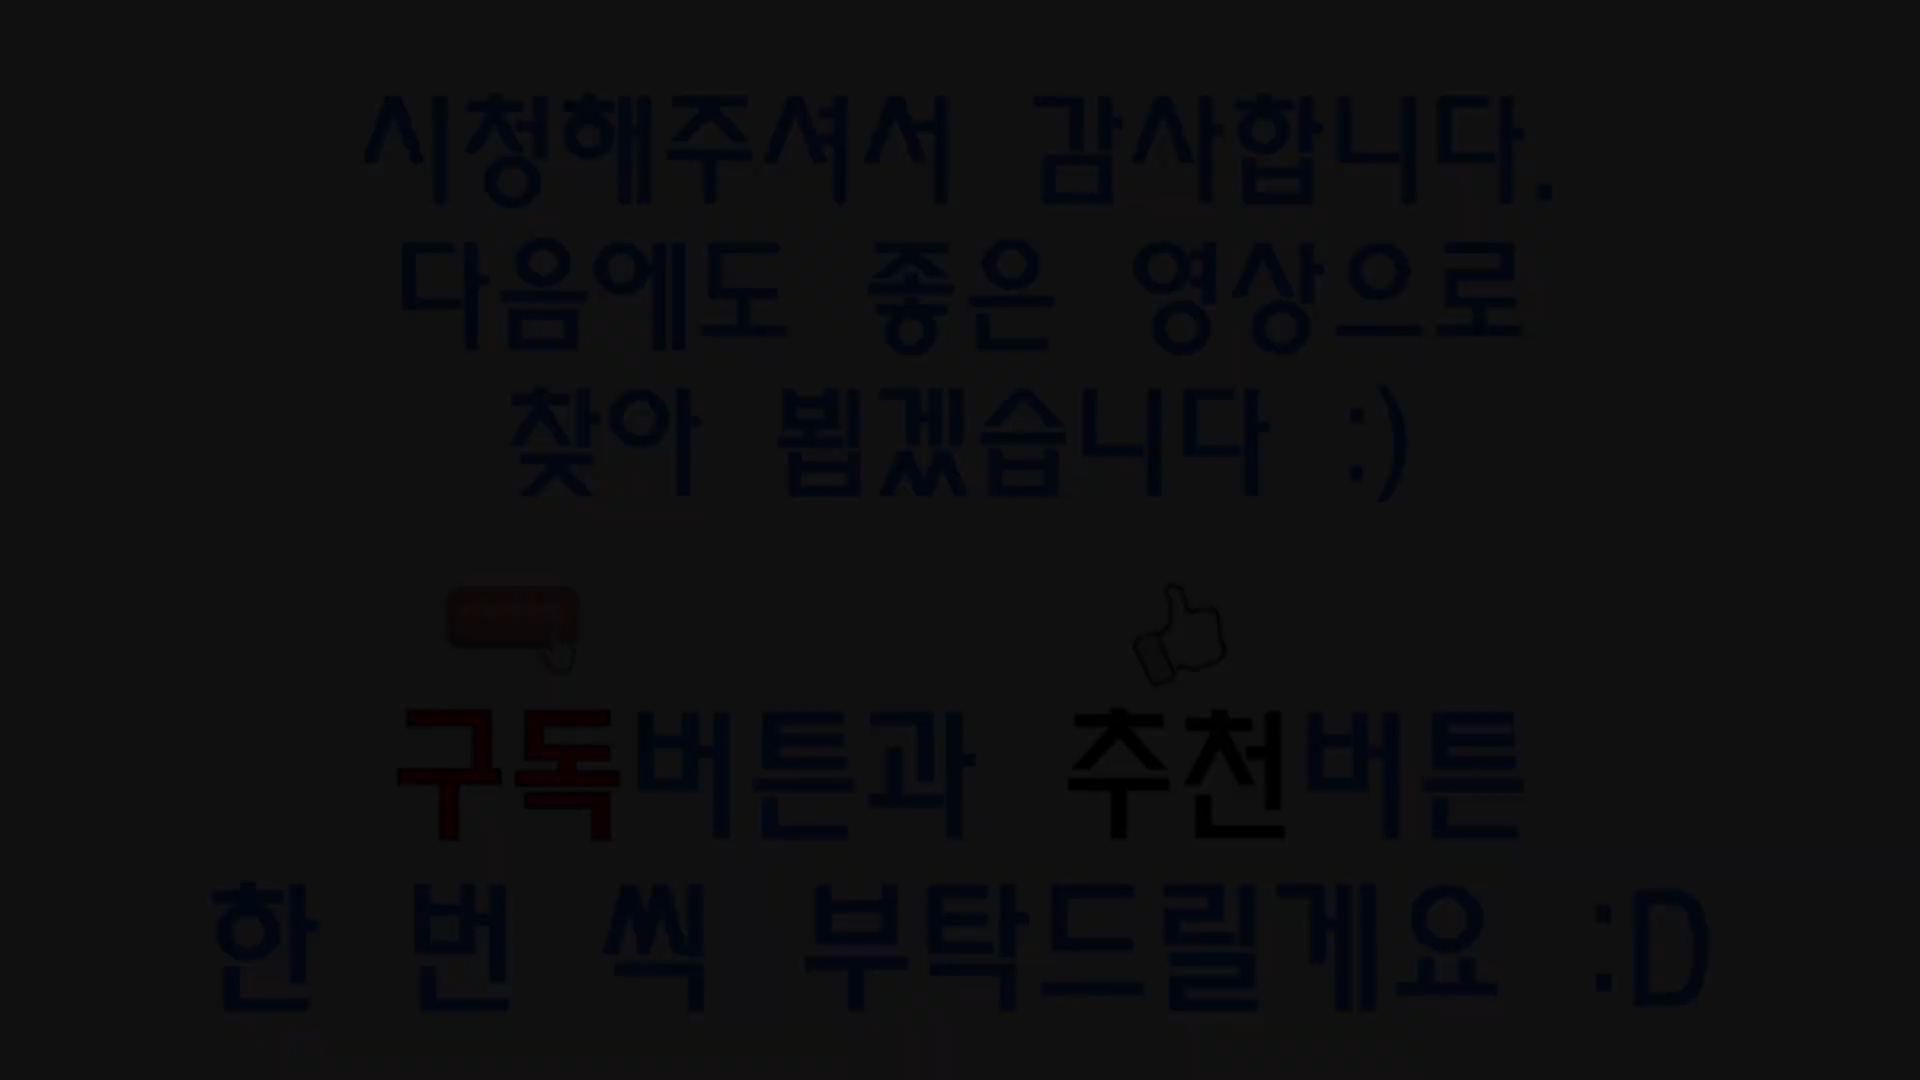 시청해주셔서 감사합니다.
다음에도 좋은 영상으로
찾아 뵙겠습니다 :)
구독버튼과 추천버튼
한 번 씩 부탁드릴게요 :D